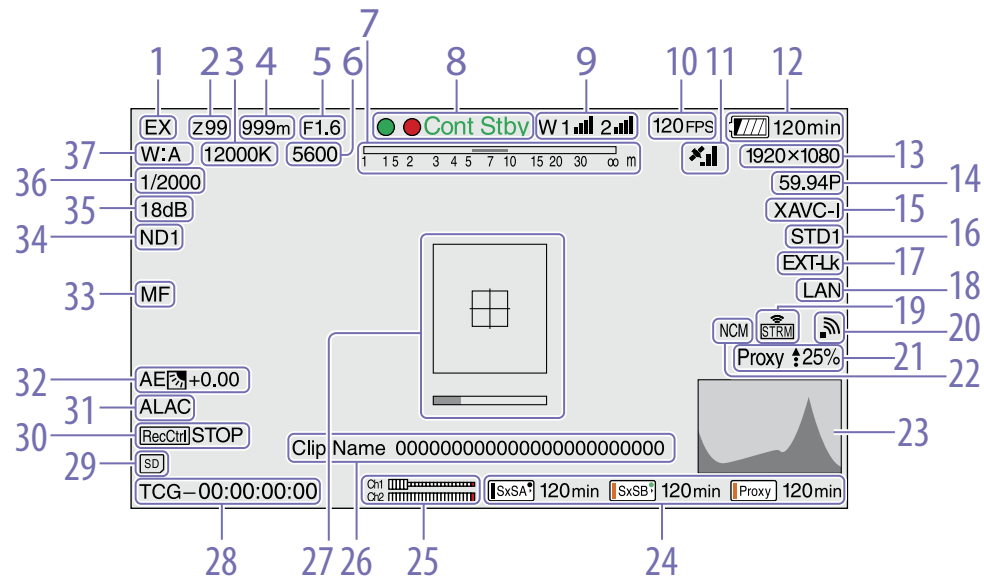 7 8 9 10 11 12
1 2 3 4 5 6
EX Z99 999m F1.6 Cont Stby W 1 2 120FPS 120min
37 W:A 12000K 5600 1 1 5 2 3 4 5 7 10 15 20 30 ∞ m 1920×1080 13
36 1/2000 59.94P 14
35 18dB XAVC-I 15
34 ND1 STD1 16
EXT-Lk 17
33 MF LAN 18
19
NCM STRM 20
27 Proxy 25% 21
32 AE +0.00 22
31 ALAC
30 RecCtrl STOP 23
Clip Name 000000000000000000000000
29 SD
TCG–00:00:00:00 Ch1 Ch2 SxSA 120min SxSB 120min Proxy 120min
28 27 26 25 24